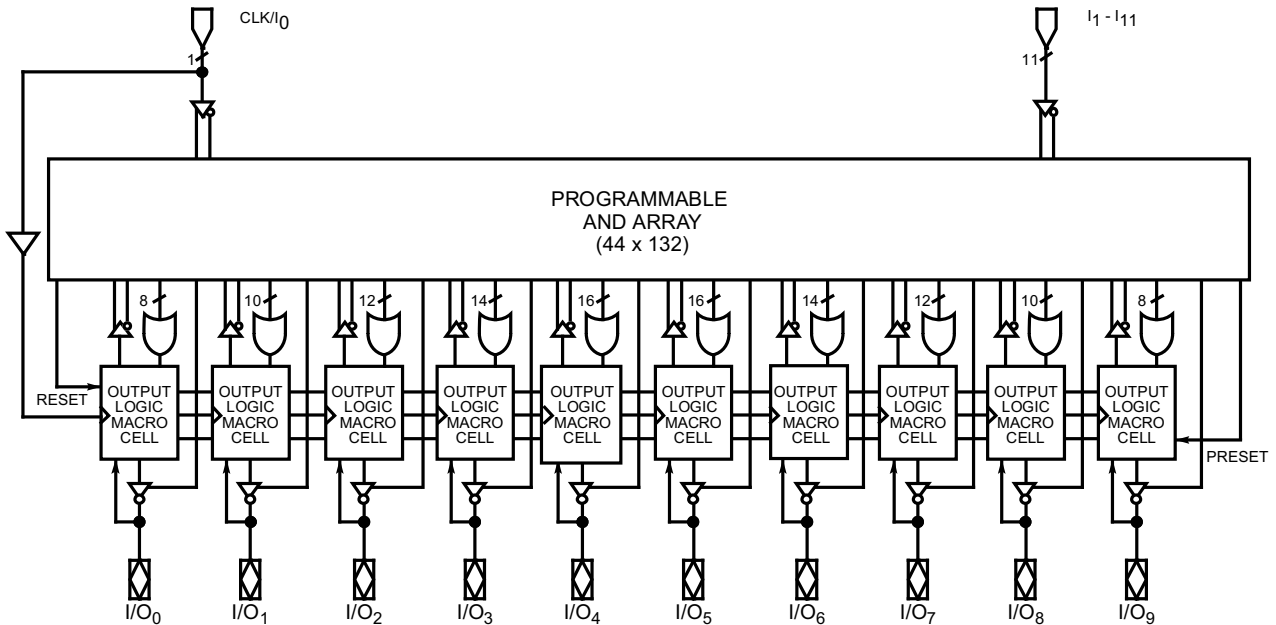 CLK/I0
I1 - I11
1
11
PROGRAMMABLE
AND ARRAY
(44 x 132)
8
10
12
14
16
16
14
12
10
8
RESET
OUTPUT
LOGIC
MACRO
CELL
OUTPUT
LOGIC
MACRO
CELL
OUTPUT
LOGIC
MACRO
CELL
OUTPUT
LOGIC
MACRO
CELL
OUTPUT
LOGIC
MACRO
CELL
OUTPUT
LOGIC
MACRO
CELL
OUTPUT
LOGIC
MACRO
CELL
OUTPUT
LOGIC
MACRO
CELL
OUTPUT
LOGIC
MACRO
CELL
OUTPUT
LOGIC
MACRO
CELL
PRESET
I/O0
I/O1
I/O2
I/O3
I/O4
I/O5
I/O6
I/O7
I/O8
I/O9